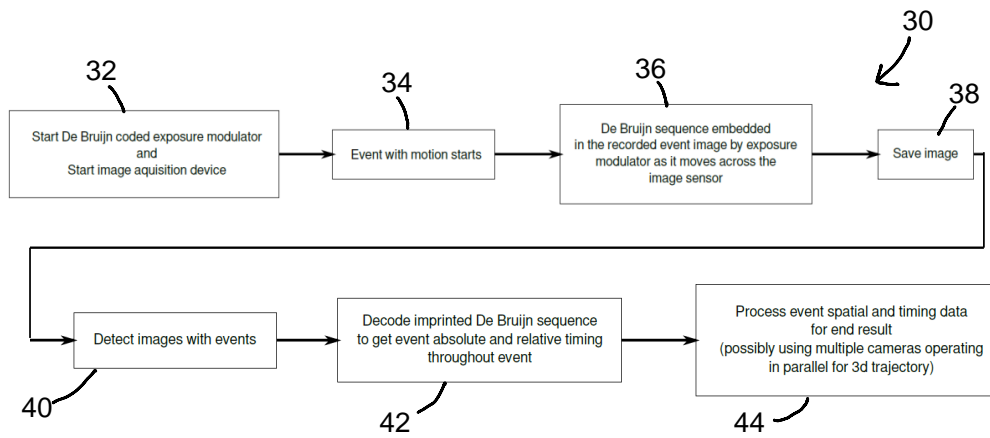 30
32
34
36
38
Start De Bruijn coded exposure modulator
and
Start image aquisition device
Event with motion starts
De Bruijn sequence embedded
in the recorded event image by exposure
modulator as it moves across the
image sensor
Save image
Detect images with events
Decode imprinted De Bruijn sequence
to get event absolute and relative timing
throughout event
Process event spatial and timing data
for end result
(possibly using multiple cameras operating
in parallel for 3d trajectory)
40
42
44